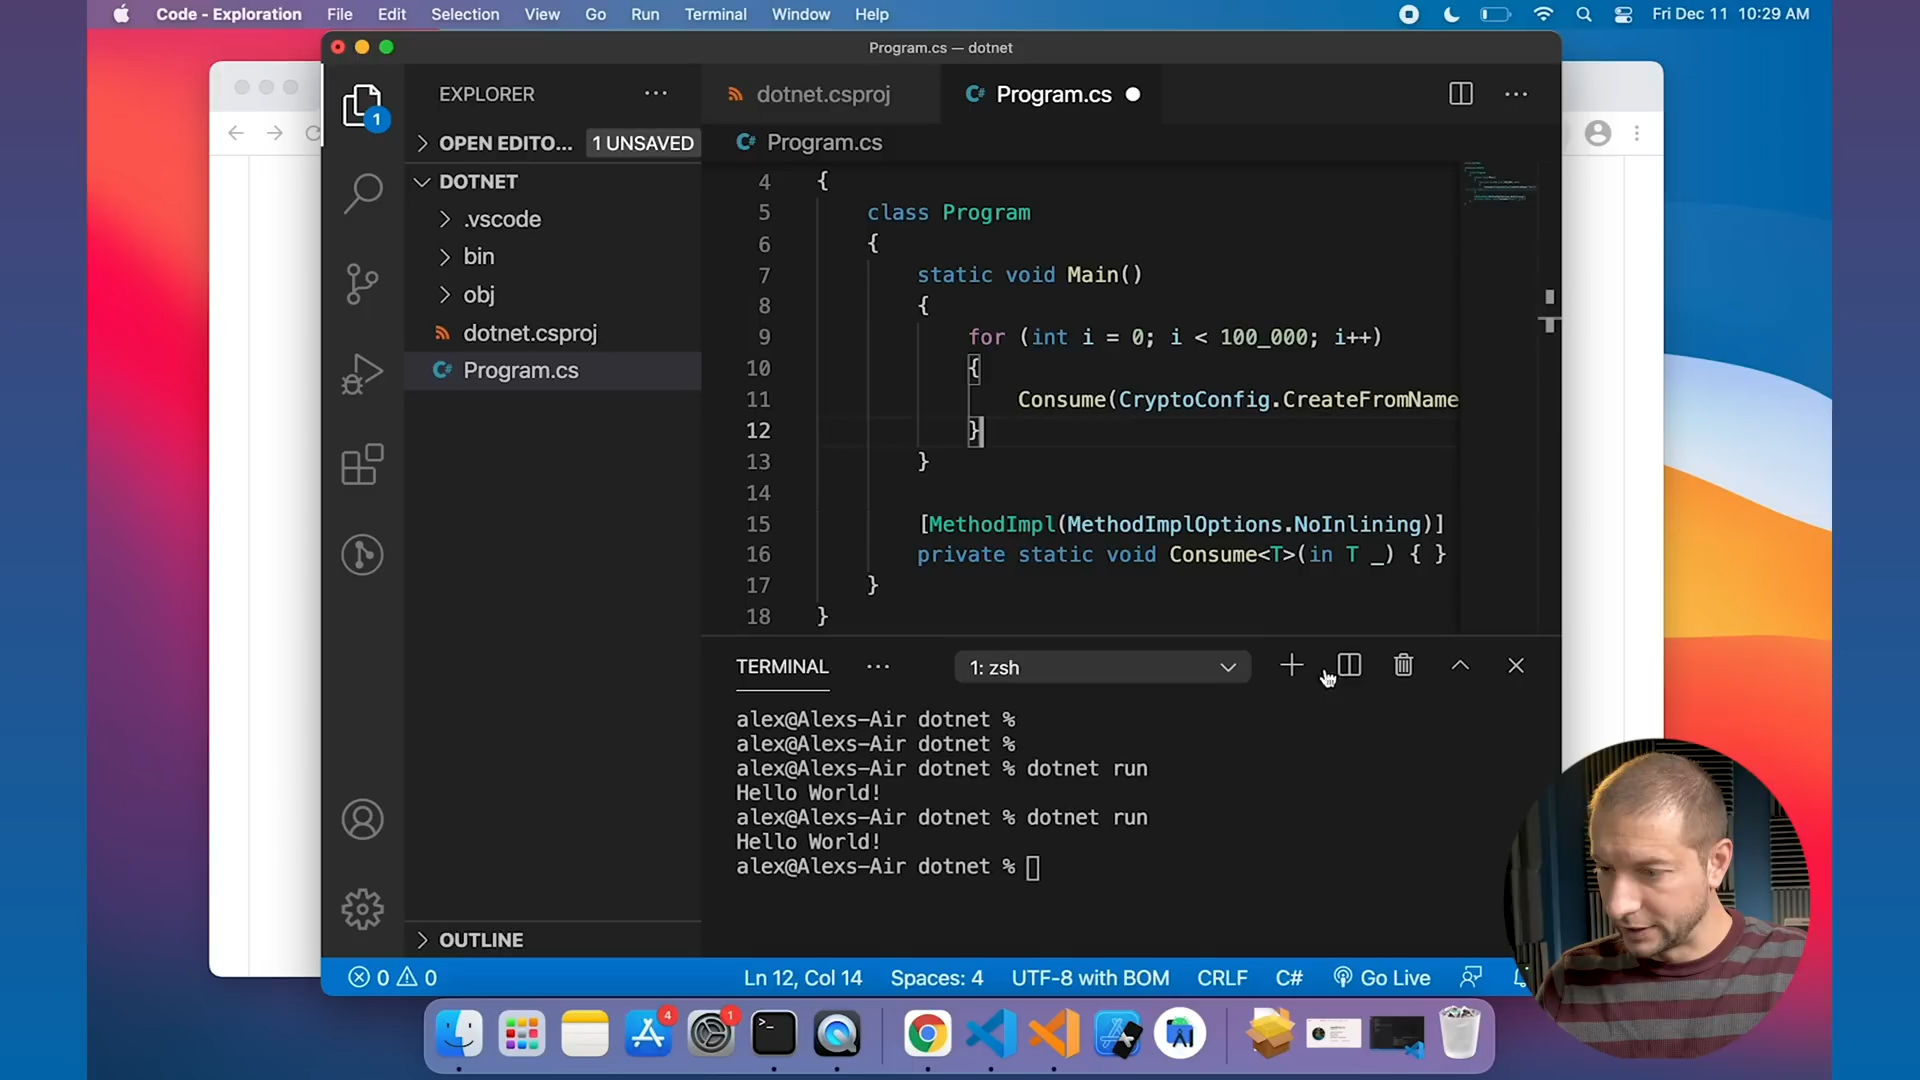 Code - Exploration File Edit Selection View Go Run Terminal Window Help Fri Dec 11 10:29 AM
Program.cs — dotnet
EXPLORER
dotnet.csproj
C# Program.cs
1
OPEN EDITO... 1 UNSAVED
C# Program.cs
DOTNET
.vscode
bin
obj
dotnet.csproj
C# Program.cs
OUTLINE
4 {
5 class Program
6 {
7 static void Main()
8 {
9 for (int i = 0; i < 100_000; i++)
10 {
11 Consume(CryptoConfig.CreateFromName
12 }
13 }
14
15 [MethodImpl(MethodImplOptions.NoInlining)]
16 private static void Consume<T>(in T _) { }
17 }
18 }
TERMINAL 1: zsh
alex@Alexs-Air dotnet %
alex@Alexs-Air dotnet %
alex@Alexs-Air dotnet % dotnet run
Hello World!
alex@Alexs-Air dotnet % dotnet run
Hello World!
alex@Alexs-Air dotnet %
0 0 Ln 12, Col 14 Spaces: 4 UTF-8 with BOM CRLF C# Go Live
4 1